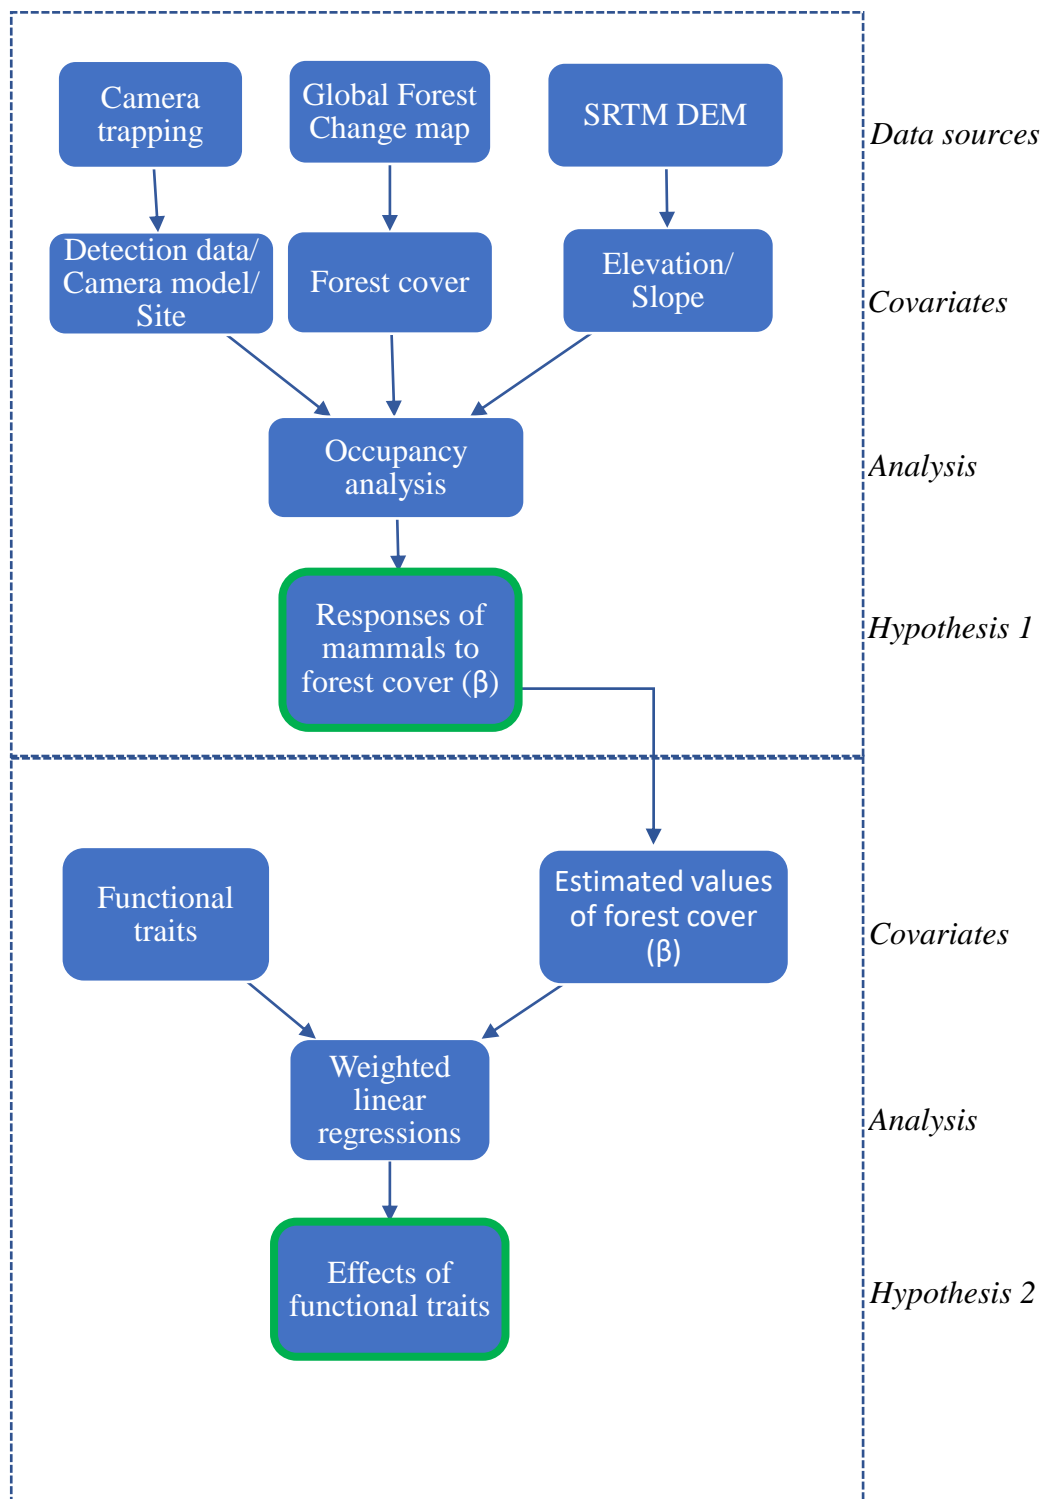 Camera
trapping
Global Forest
Change map
SRTM DEM
Data sources
Detection data/
Camera model/
Site
Forest cover
Elevation/
Slope
Covariates
Occupancy
analysis
Analysis
Responses of
mammals to
forest cover (β)
Hypothesis 1
Functional
traits
Estimated values
of forest cover
(β)
Covariates
Weighted
linear
regressions
Analysis
Effects of
functional traits
Hypothesis 2